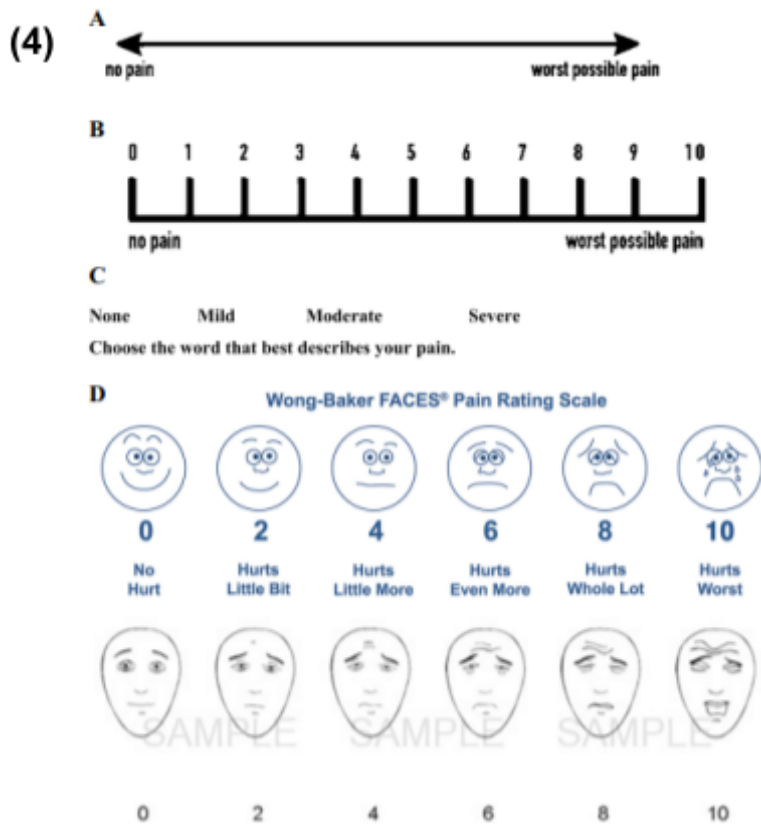 (4)
A
no pain worst possible pain
B
0 1 2 3 4 5 6 7 8 9 10
no pain worst possible pain
C
None Mild Moderate Severe
Choose the word that best describes your pain.
D
Wong-Baker FACES® Pain Rating Scale
0 2 4 6 8 10
No Hurts Hurts Hurts Hurts Hurts
Hurt Little Bit Little More Even More Whole Lot Worst
SAMPLE SAMPLE SAMPLE
0 2 4 6 8 10